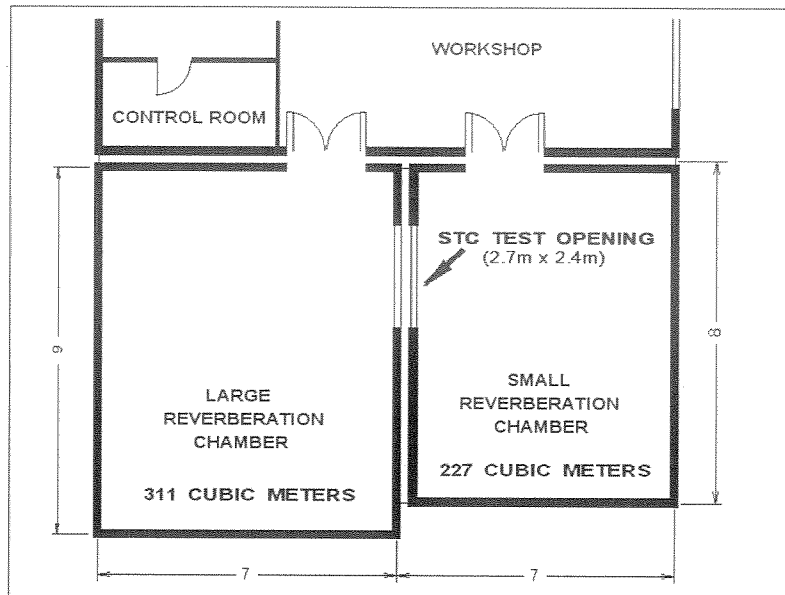 WORKSHOP
CONTROL ROOM
STC TEST OPENING
(2.7m x 2.4m)
9
8
LARGE
REVERBERATION
CHAMBER
311 CUBIC METERS
SMALL
REVERBERATION
CHAMBER
227 CUBIC METERS
7
7